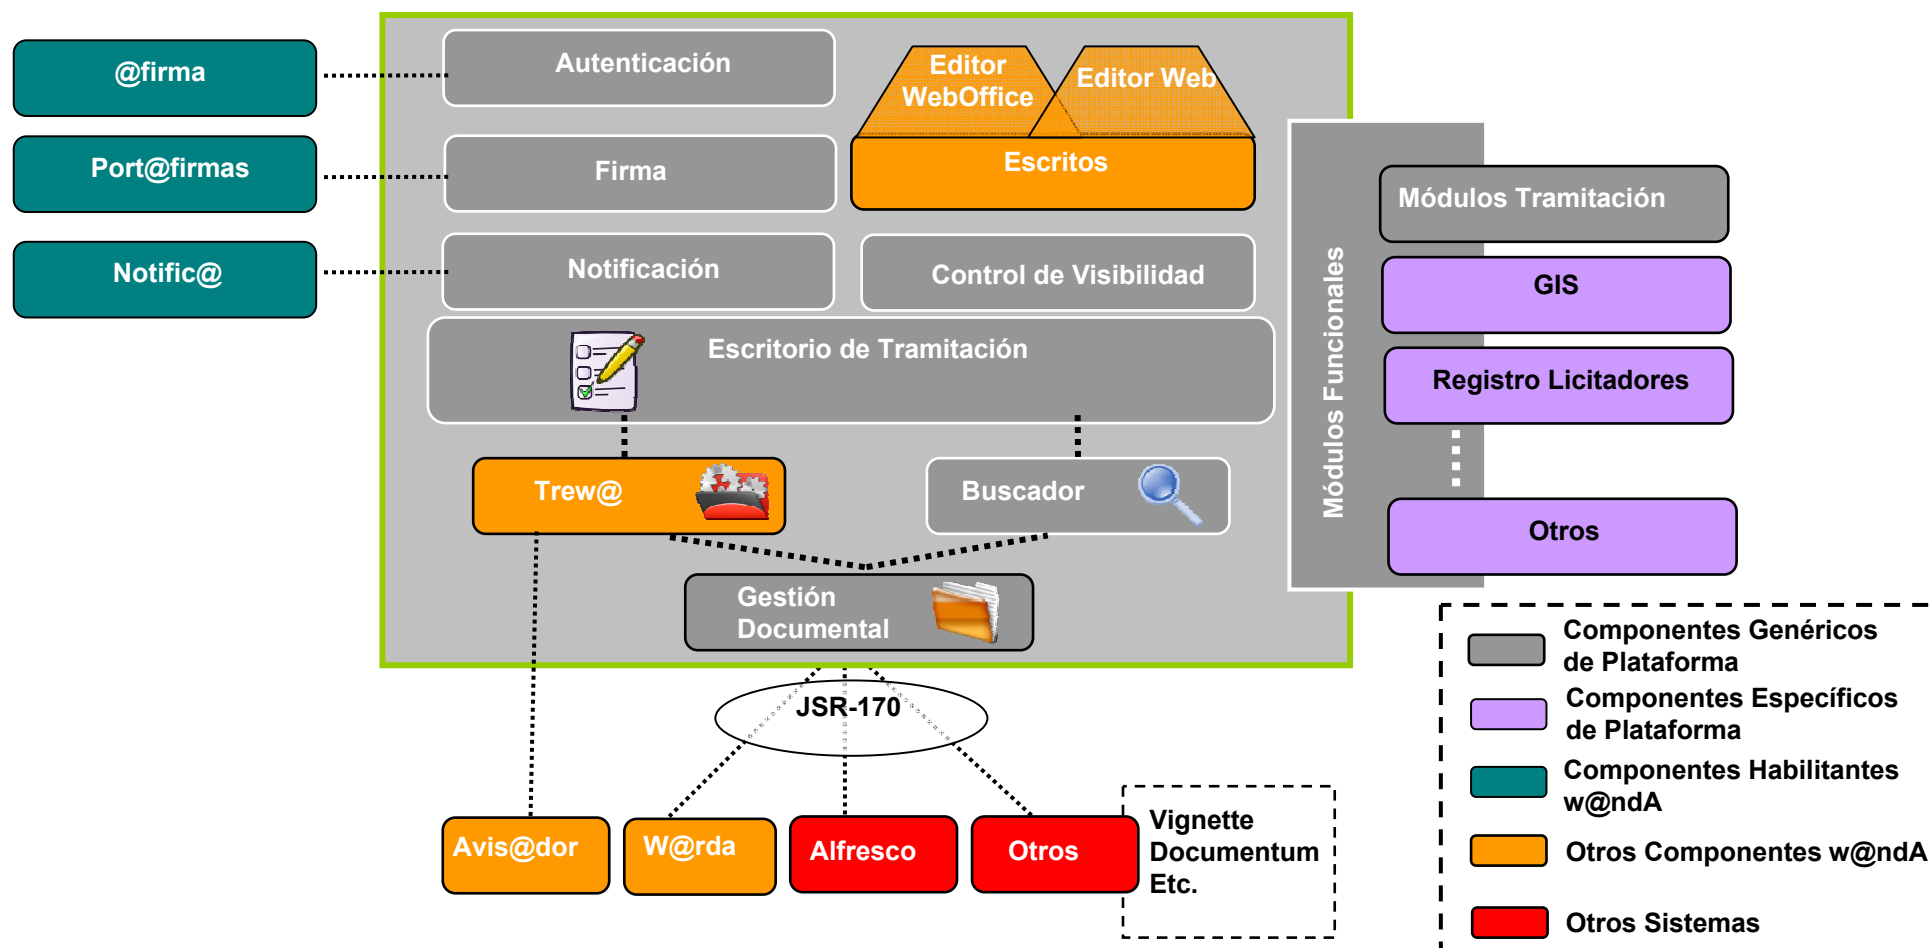 @firma
Autenticación
Editor
WebOffice
Editor Web
Port@firmas
Firma
Escritos
Notific@
Notificación
Control de Visibilidad
Escritorio de Tramitación
Trew@
Buscador
Gestión
Documental
Módulos Funcionales
Módulos Tramitación
GIS
Registro Licitadores
Otros
JSR-170
Avis@dor
W@rda
Alfresco
Otros
Vignette
Documentum
Etc.
Componentes Genéricos
de Plataforma
Componentes Específicos
de Plataforma
Componentes Habilitantes
w@ndA
Otros Componentes w@ndA
Otros Sistemas